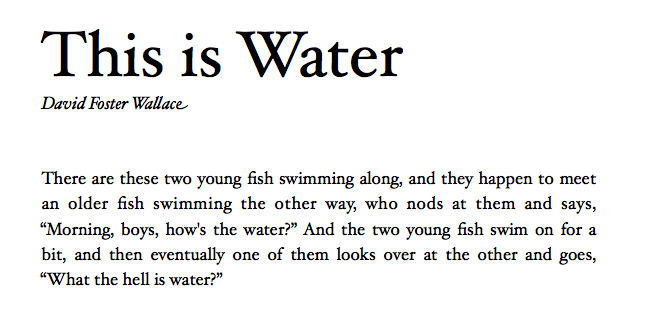 This is Water
David Foster Wallace
There are these two young fish swimming along, and they happen to meet
an older fish swimming the other way, who nods at them and says,
“Morning, boys, how's the water?” And the two young fish swim on for a
bit, and then eventually one of them looks over at the other and goes,
“What the hell is water?”